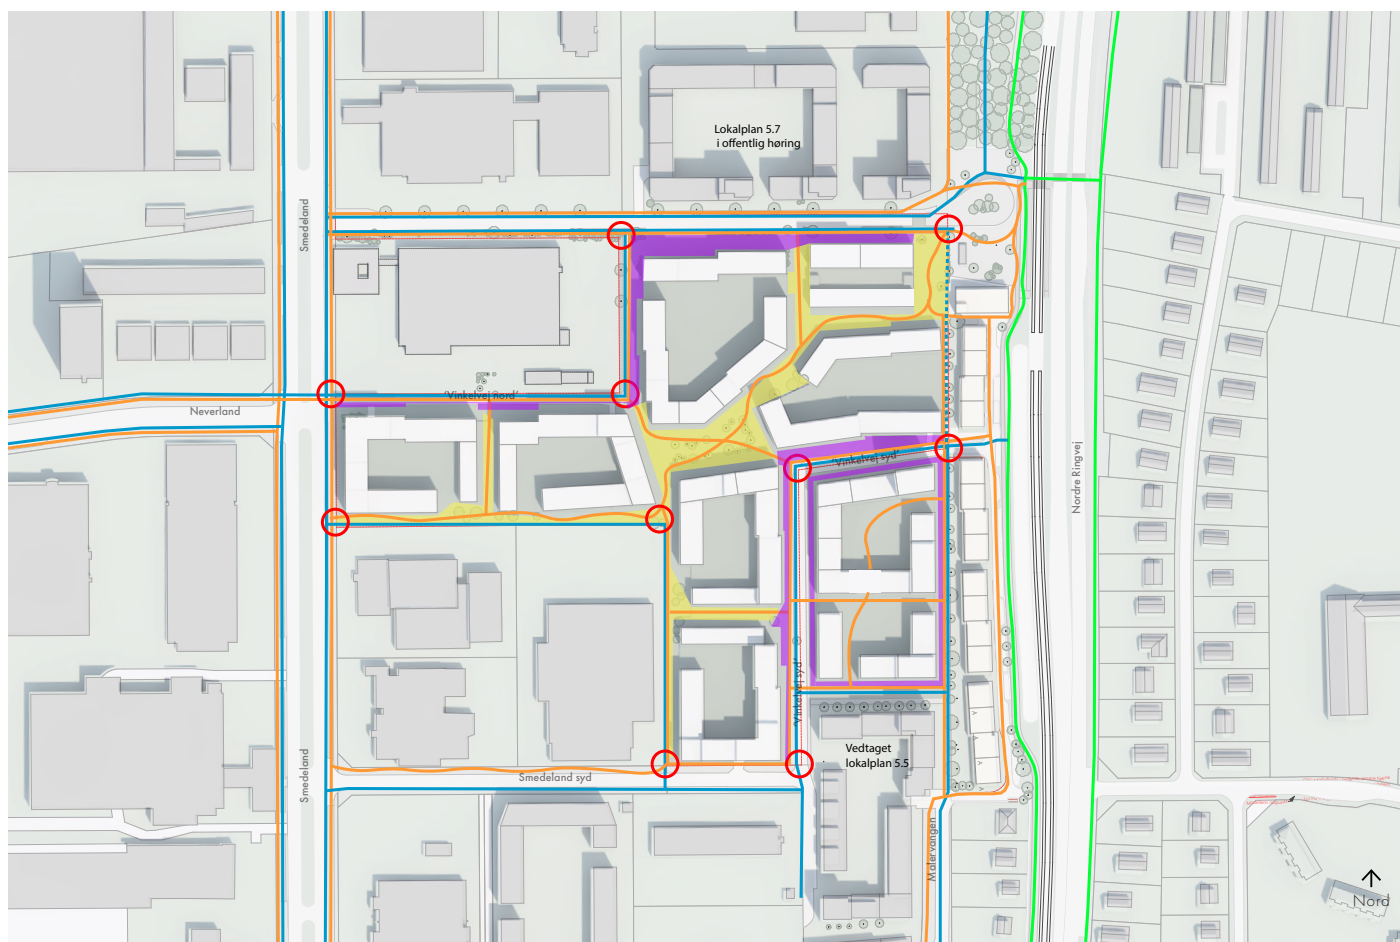 Lokalplan 5.7
i offentlig høring
Smedeland
'Vinkelvej nord'
Neverland
'Vinkelvej syd'
Nordre Ringvej
'Vinkelvej syd'
Vedtaget
lokalplan 5.5
Smedeland
Smedeland syd
Malervangen
Nord